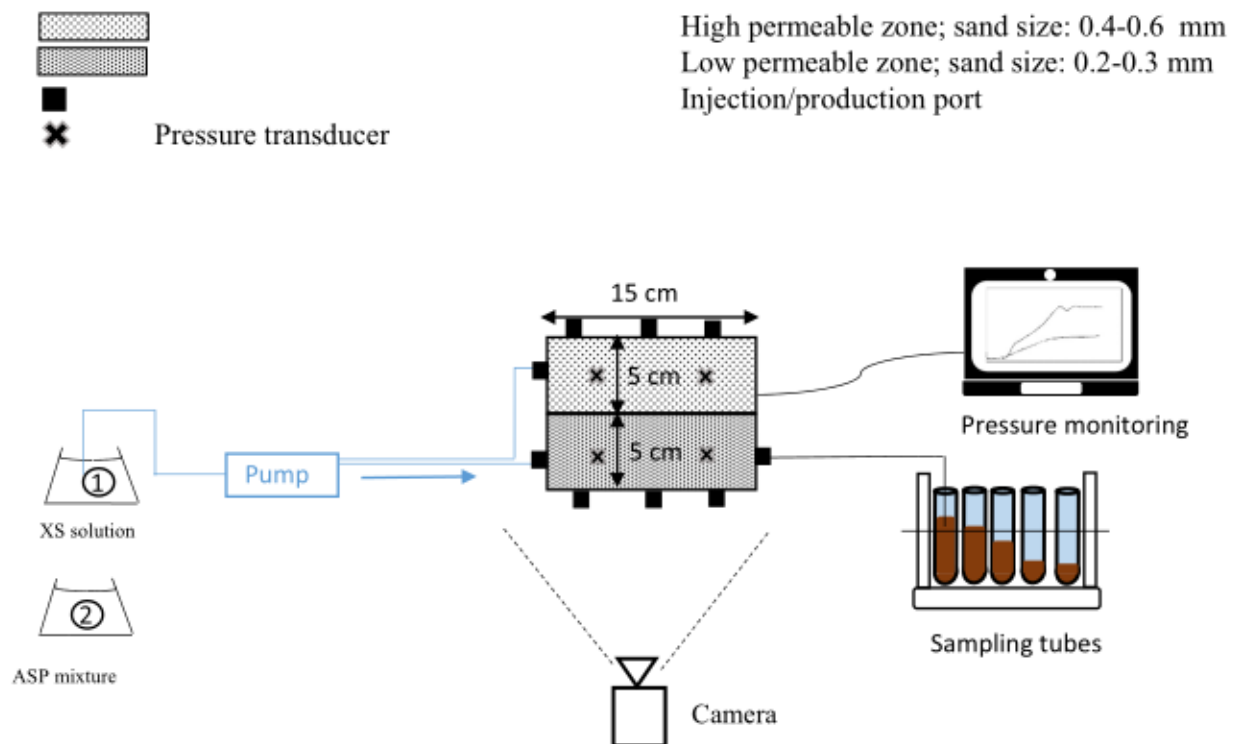 High permeable zone; sand size: 0.4-0.6 mm
Low permeable zone; sand size: 0.2-0.3 mm
Injection/production port
Pressure transducer
15 cm
5 cm
Pressure monitoring
5 cm
Pump
1
XS solution
2
ASP mixture
Sampling tubes
Camera